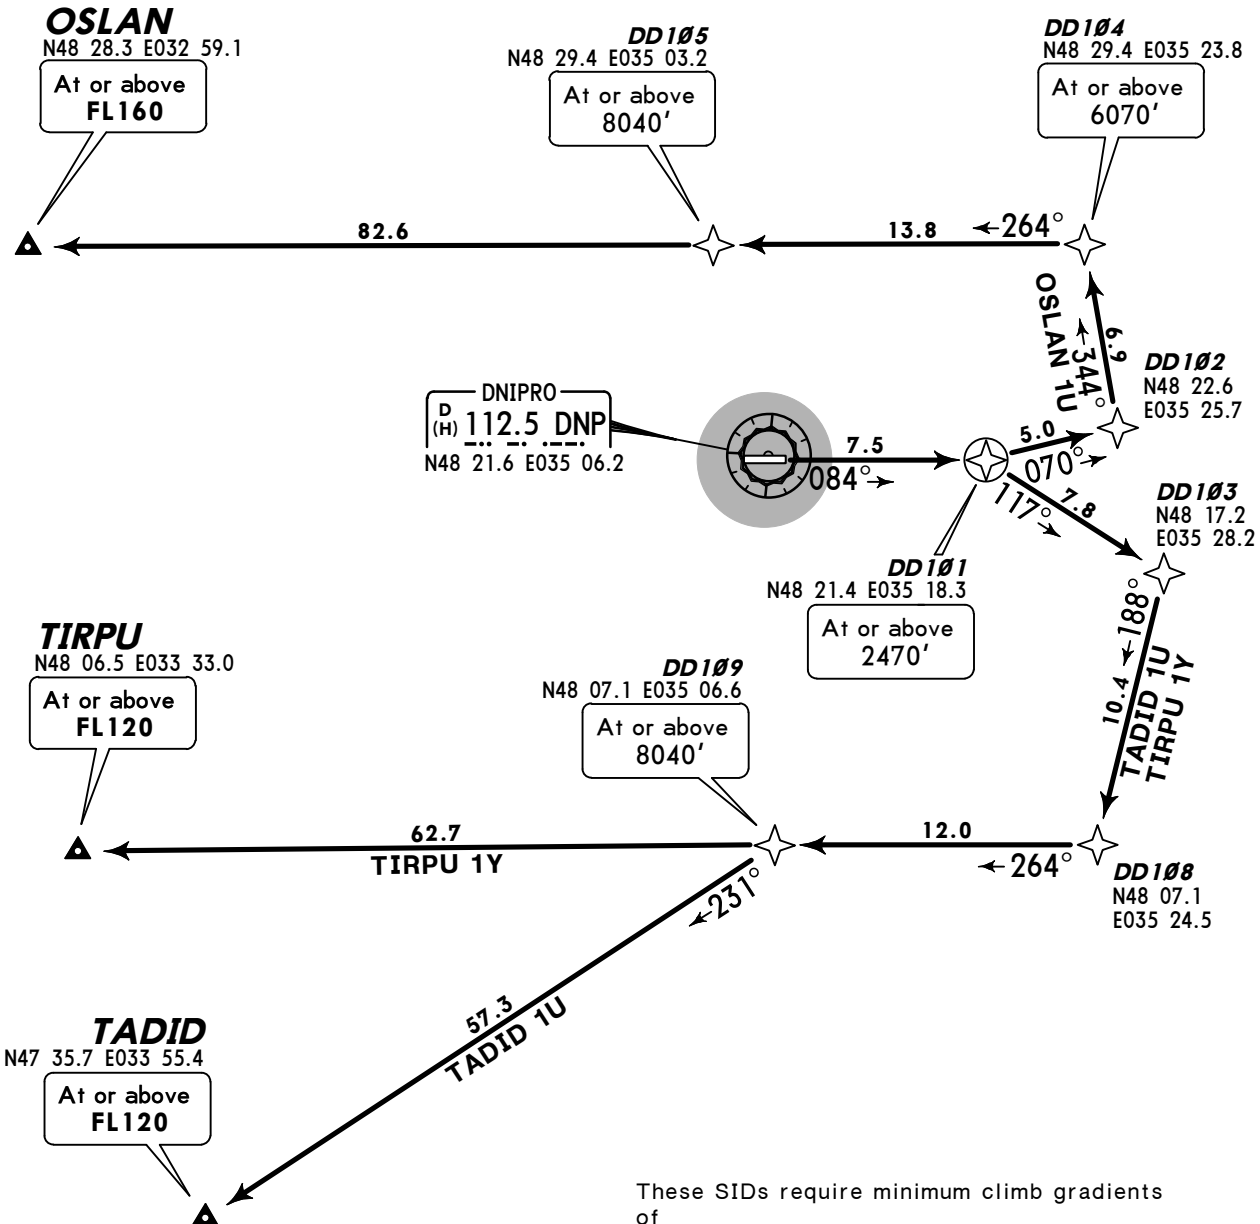 OSLAN
N48 28.3 E032 59.1
At or above
FL160
DD1Ø5
N48 29.4 E035 03.2
At or above
8040'
DD1Ø4
N48 29.4 E035 23.8
At or above
6070'
82.6
13.8
264°
OSLAN 1U
344°
6.9
DD1Ø2
N48 22.6
E035 25.7
DNIPRO
D
(H) 112.5 DNP
N48 21.6 E035 06.2
7.5
084°
5.0
070°
117°
7.8
DD1Ø3
N48 17.2
E035 28.2
DD1Ø1
N48 21.4 E035 18.3
At or above
2470'
188°
10.4
TADID 1U
TIRPU 1Y
TIRPU
N48 06.5 E033 33.0
At or above
FL120
DD1Ø9
N48 07.1 E035 06.6
At or above
8040'
62.7
TIRPU 1Y
12.0
264°
DD1Ø8
N48 07.1
E035 24.5
231°
57.3
TADID 1U
TADID
N47 35.7 E033 55.4
At or above
FL120
These SIDs require minimum climb gradients
of